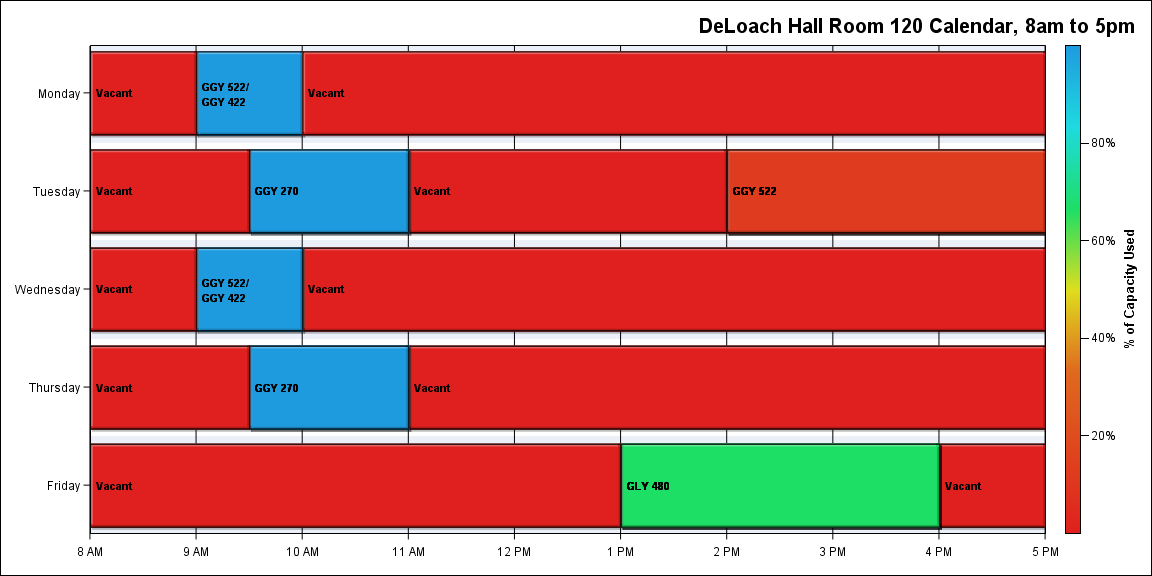 DeLoach Hall Room 120 Calendar, 8am to 5pm
Monday
Vacant
GGY 522/
GGY 422
Vacant
Tuesday
Vacant
GGY 270
Vacant
GGY 522
Wednesday
Vacant
GGY 522/
GGY 422
Vacant
Thursday
Vacant
GGY 270
Vacant
Friday
Vacant
GLY 480
Vacant
8 AM
9 AM
10 AM
11 AM
12 PM
1 PM
2 PM
3 PM
4 PM
5 PM
80%
60%
40%
20%
% of Capacity Used